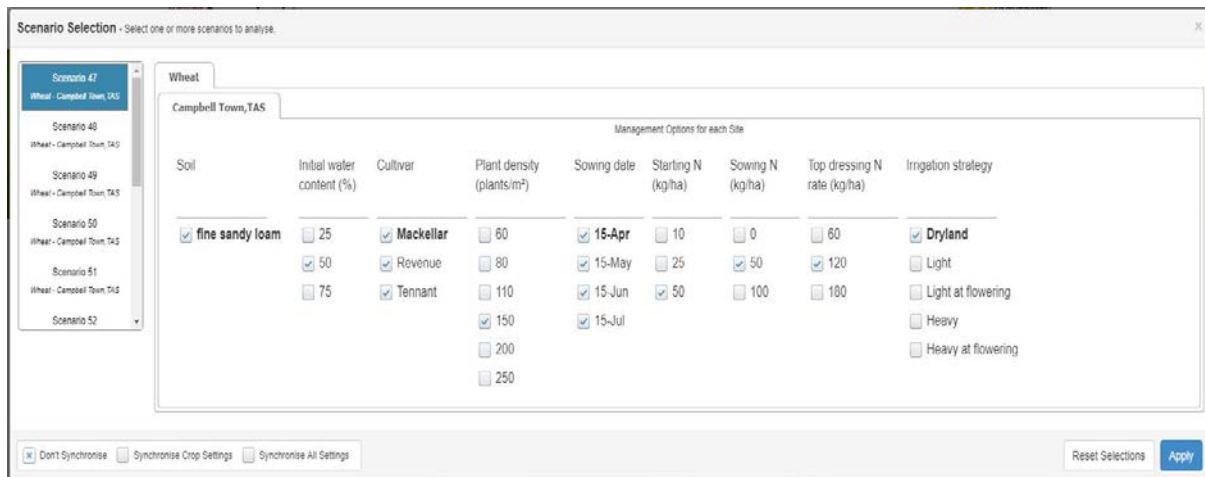 Scenario Selection - Select one or more scenarios to analyse.
×
Scenario 47
Wheat - Campbell Town, TAS
Scenario 48
Wheat - Campbell Town, TAS
Scenario 49
Wheat - Campbell Town, TAS
Scenario 50
Wheat - Campbell Town, TAS
Scenario 51
Wheat - Campbell Town, TAS
Scenario 52
Wheat
Campbell Town,TAS
Management Options for each Site
Soil
fine sandy loam
Initial water
content (%)
25
50
75
Cultivar
Mackellar
Revenue
Tennant
Plant density
(plants/m²)
60
80
110
150
200
250
Sowing date
15-Apr
15-May
15-Jun
15-Jul
Starting N
(kg/ha)
10
25
50
Sowing N
(kg/ha)
0
50
100
Top dressing N
rate (kg/ha)
60
120
180
Irrigation strategy
Dryland
Light
Light at flowering
Heavy
Heavy at flowering
Don't Synchronise Synchronise Crop Settings Synchronise All Settings
Reset Selections Apply